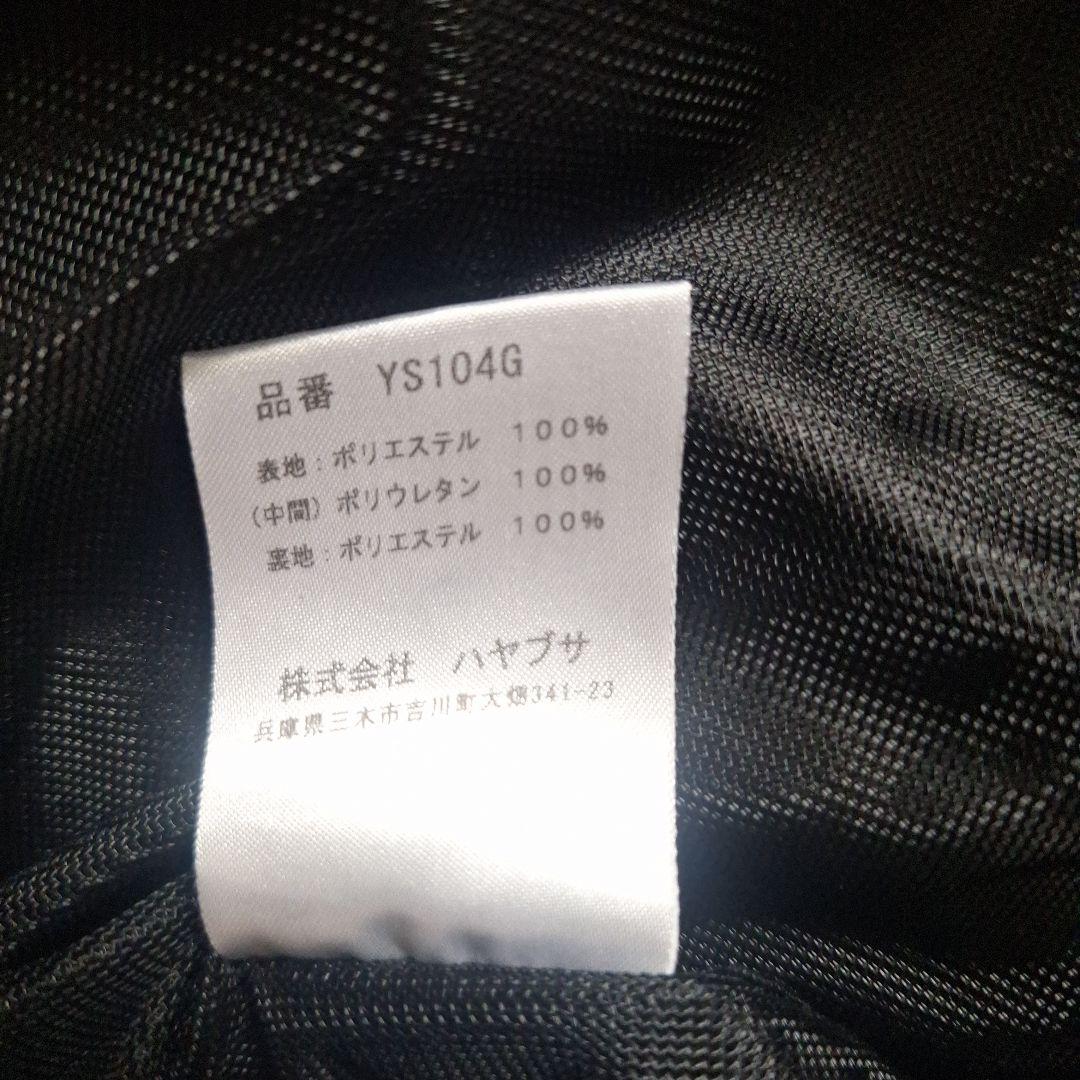 品番 YS104G
表地:ポリエステル 100%
(中間)ポリウレタン 100%
裏地:ポリエステル 100%
株式会社 ハヤブサ
兵庫県三木市吉川町大畑341-23